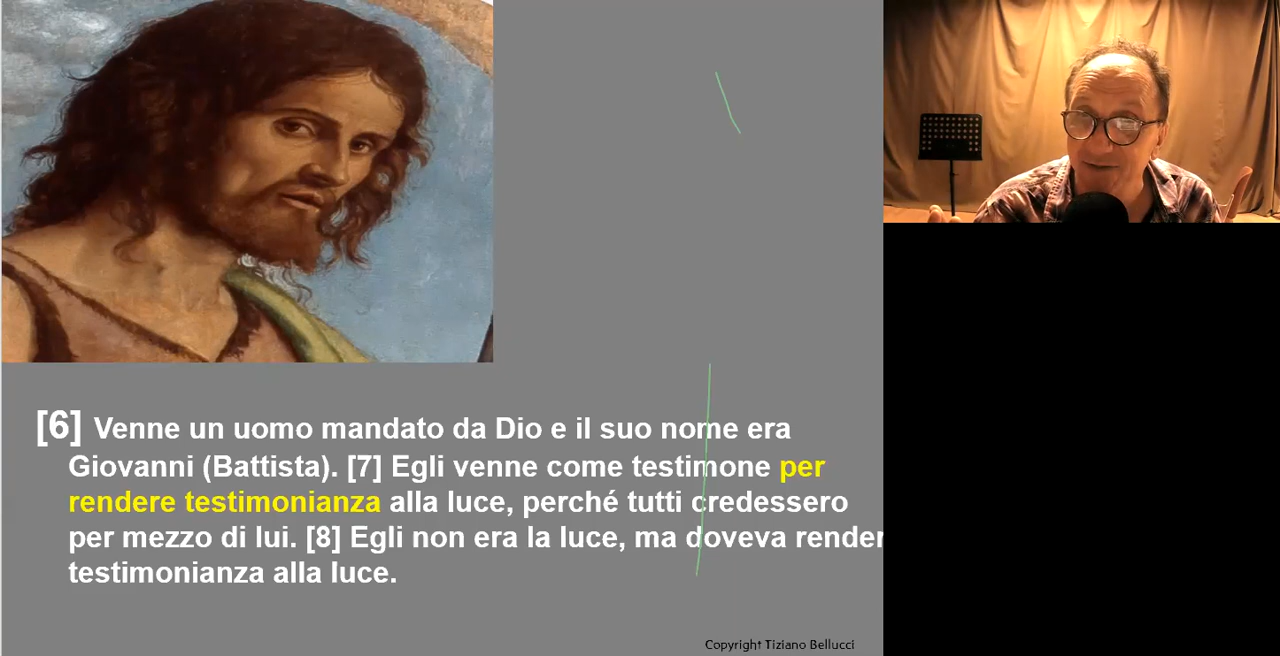 [6] Venne un uomo mandato da Dio e il suo nome era
Giovanni (Battista). [7] Egli venne come testimone per
rendere testimonianza alla luce, perché tutti credessero
per mezzo di lui. [8] Egli non era la luce, ma doveva render
testimonianza alla luce.
Copyright Tiziano Bellucci